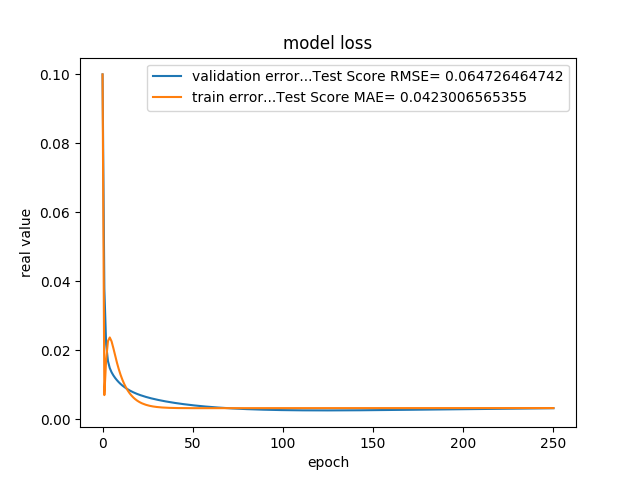 model loss
validation error...Test Score RMSE= 0.064726464742
train error...Test Score MAE= 0.0423006565355
real value
0.10
0.08
0.06
0.04
0.02
0.00
0 50 100 150 200 250
epoch